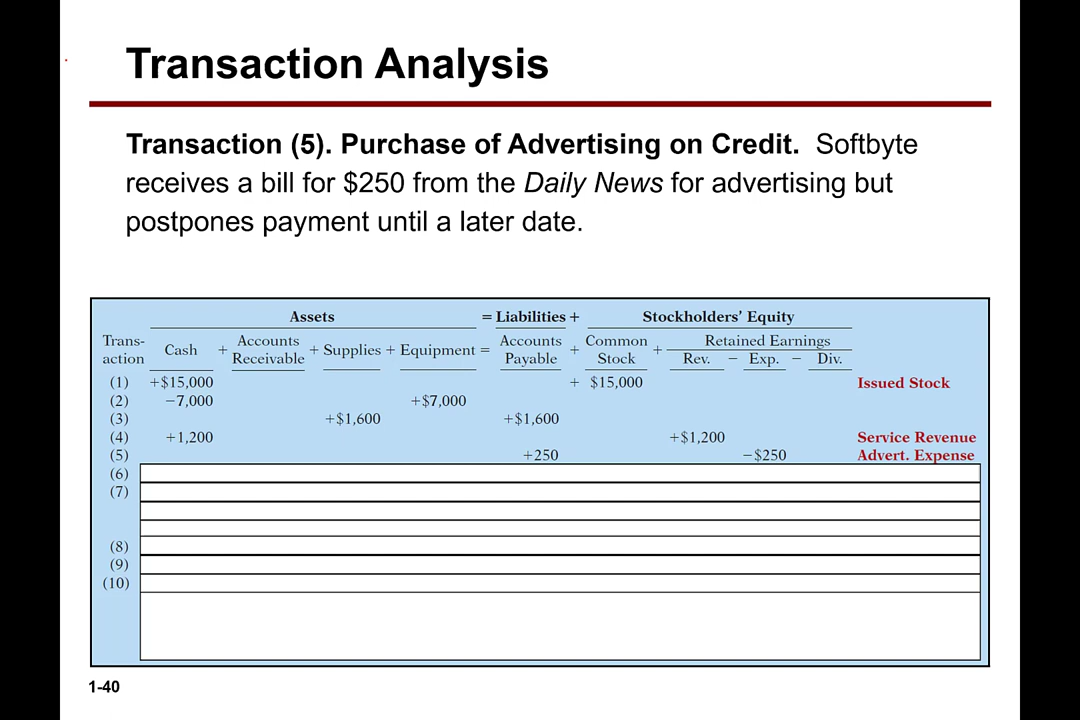 Transaction Analysis
Transaction (5). Purchase of Advertising on Credit. Softbyte
receives a bill for $250 from the Daily News for advertising but
postpones payment until a later date.
Assets = Liabilities + Stockholders' Equity
Trans- Accounts Accounts Common Retained Earnings
action Cash + Receivable + Supplies + Equipment = Payable + Stock + Rev. − Exp. − Div.
(1) +$15,000 + $15,000 Issued Stock
(2) −7,000 +$7,000
(3) +$1,600 +$1,600
(4) +1,200 +$1,200 Service Revenue
(5) +250 −$250 Advert. Expense
(6)
(7)
(8)
(9)
(10)
1-40